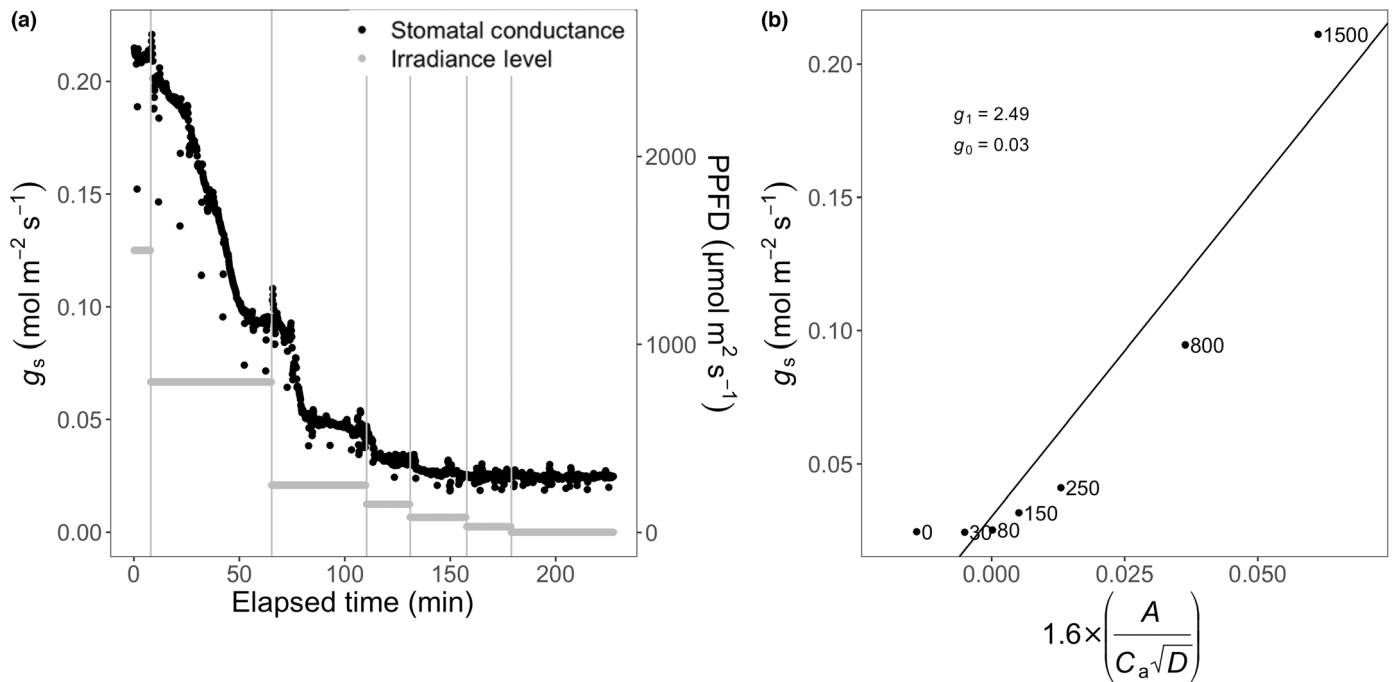 (a)
Stomatal conductance
Irradiance level
0.20
0.15
0.10
0.05
0.00
gs (mol m−2 s−1)
2000
1000
0
PPFD (μmol m2 s−1)
0 50 100 150 200
Elapsed time (min)
(b)
g1 = 2.49
g0 = 0.03
1500
800
250
150
80
30
0
0.20
0.15
0.10
0.05
gs (mol m−2 s−1)
0.000 0.025 0.050
1.6×(A / Ca√D)